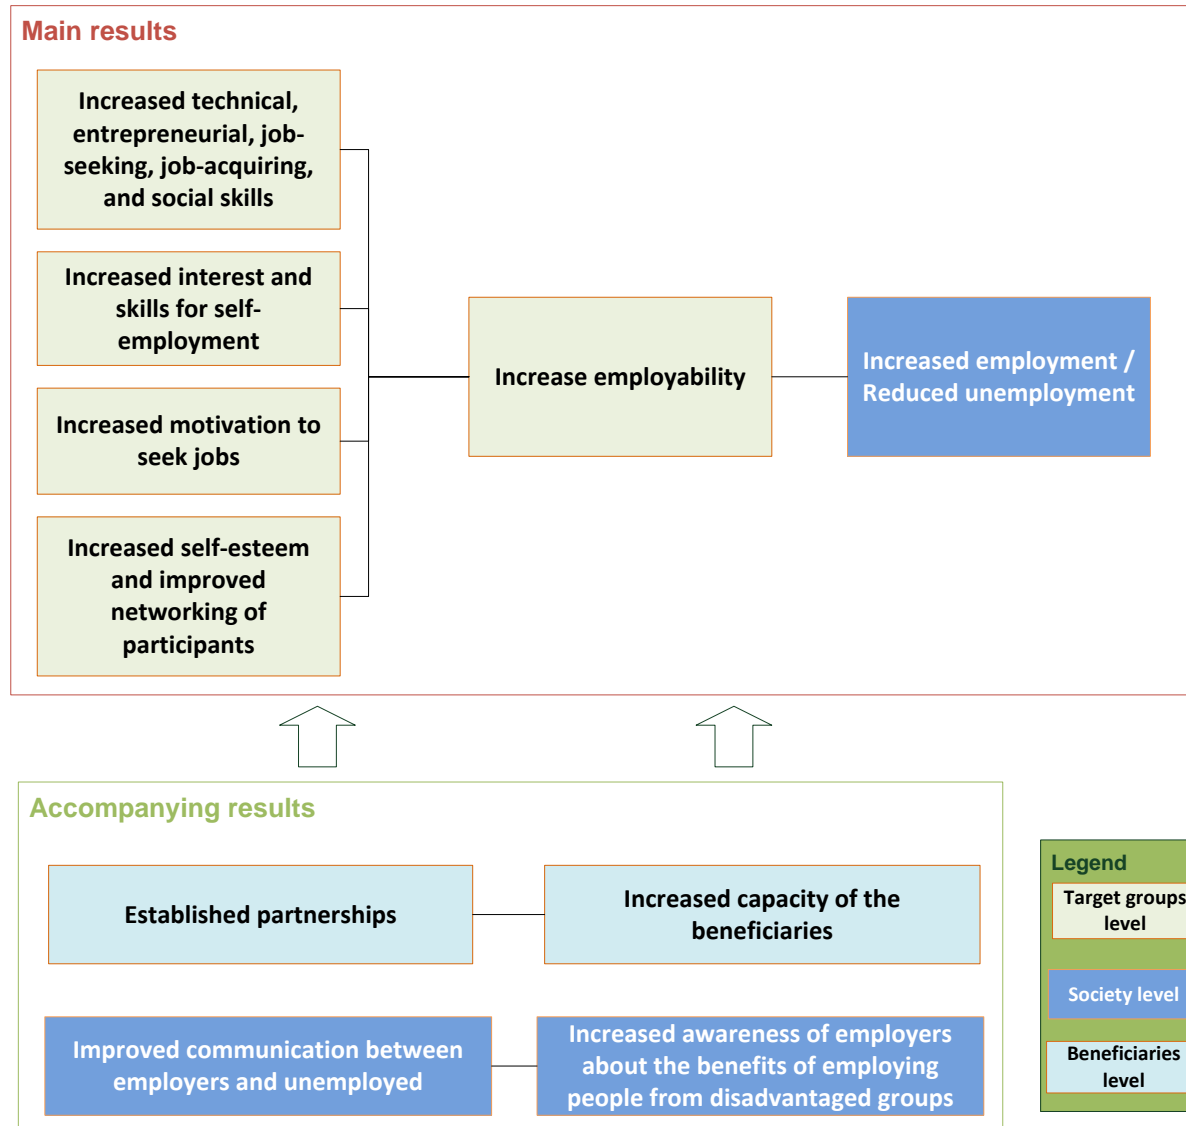 Main results
Increased technical,
entrepreneurial, job-
seeking, job-acquiring,
and social skills
Increased interest and
skills for self-
employment
Increased motivation to
seek jobs
Increased self-esteem
and improved
networking of
participants
Increase employability
Increased employment /
Reduced unemployment
Accompanying results
Established partnerships
Increased capacity of the
beneficiaries
Improved communication between
employers and unemployed
Increased awareness of employers
about the benefits of employing
people from disadvantaged groups
Legend
Target groups
level
Society level
Beneficiaries
level